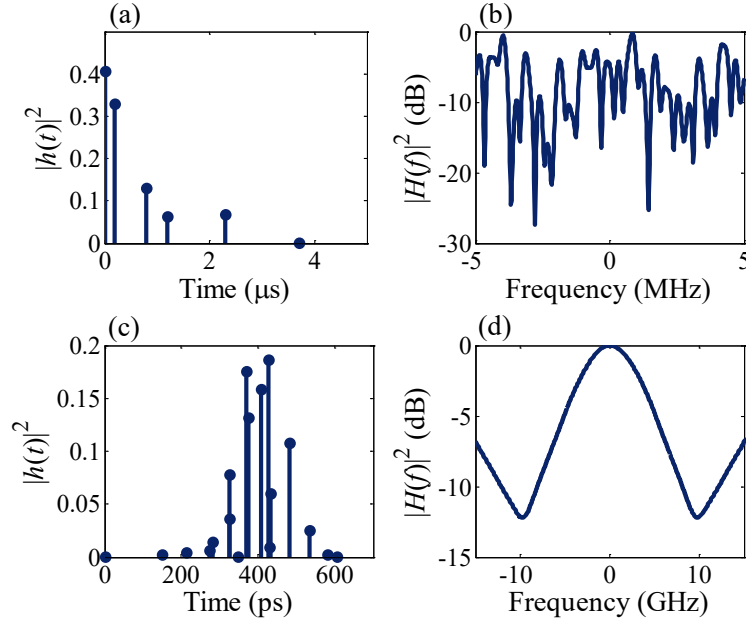 (a)
|h(t)|²
0.4
0.3
0.2
0.1
0
0 2 4
Time (μs)
(b)
|H(f)|² (dB)
0
-10
-20
-30
-5 0 5
Frequency (MHz)
(c)
|h(t)|²
0.2
0.15
0.1
0.05
0
0 200 400 600
Time (ps)
(d)
|H(f)|² (dB)
0
-5
-10
-15
-10 0 10
Frequency (GHz)